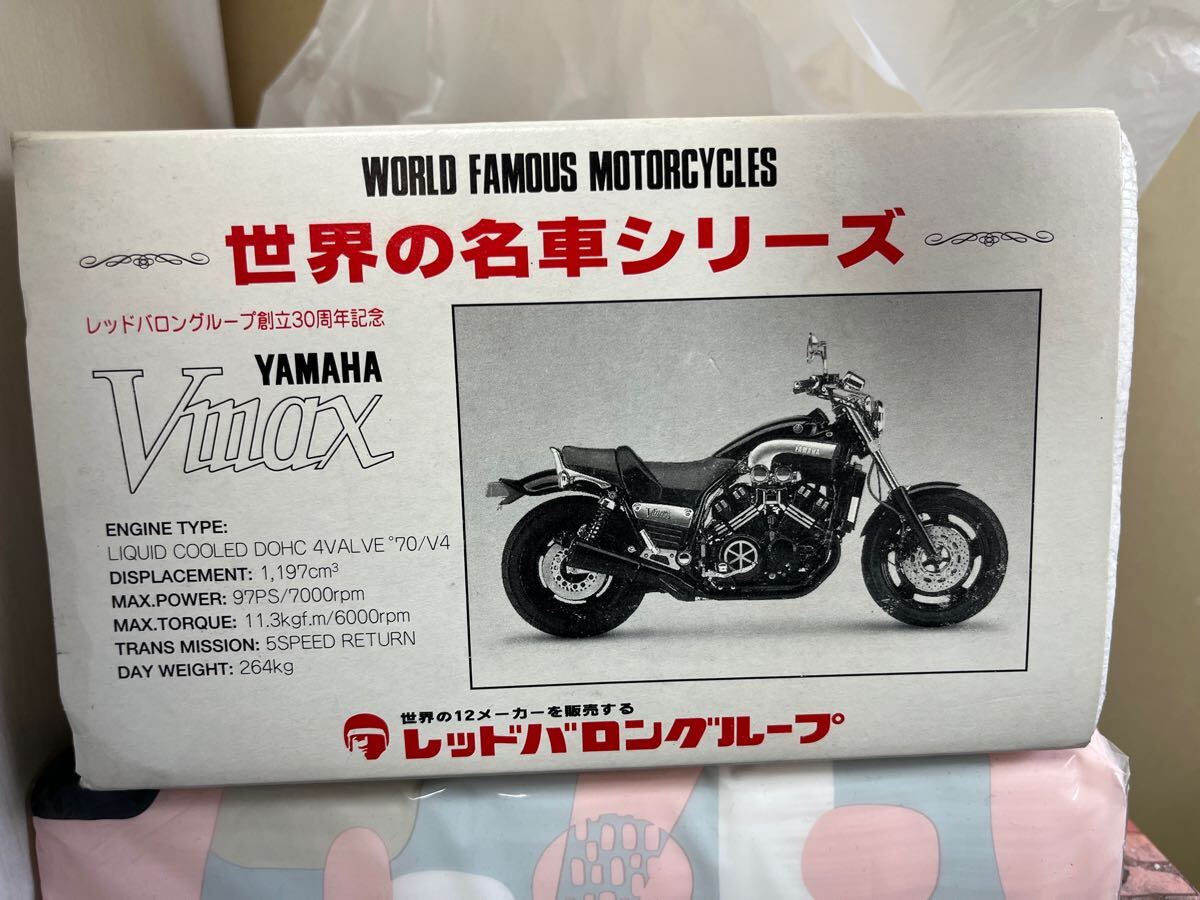 WORLD FAMOUS MOTORCYCLES
世界の名車シリーズ
レッドバロングループ創立30周年記念
YAMAHA
Vmax
ENGINE TYPE:
LIQUID COOLED DOHC 4VALVE °70/V4
DISPLACEMENT: 1,197cm³
MAX.POWER: 97PS/7000rpm
MAX.TORQUE: 11.3kgf.m/6000rpm
TRANS MISSION: 5SPEED RETURN
DAY WEIGHT: 264kg
YAMAHA
Vmax
世界の12メーカーを販売する
レッドバロングループ